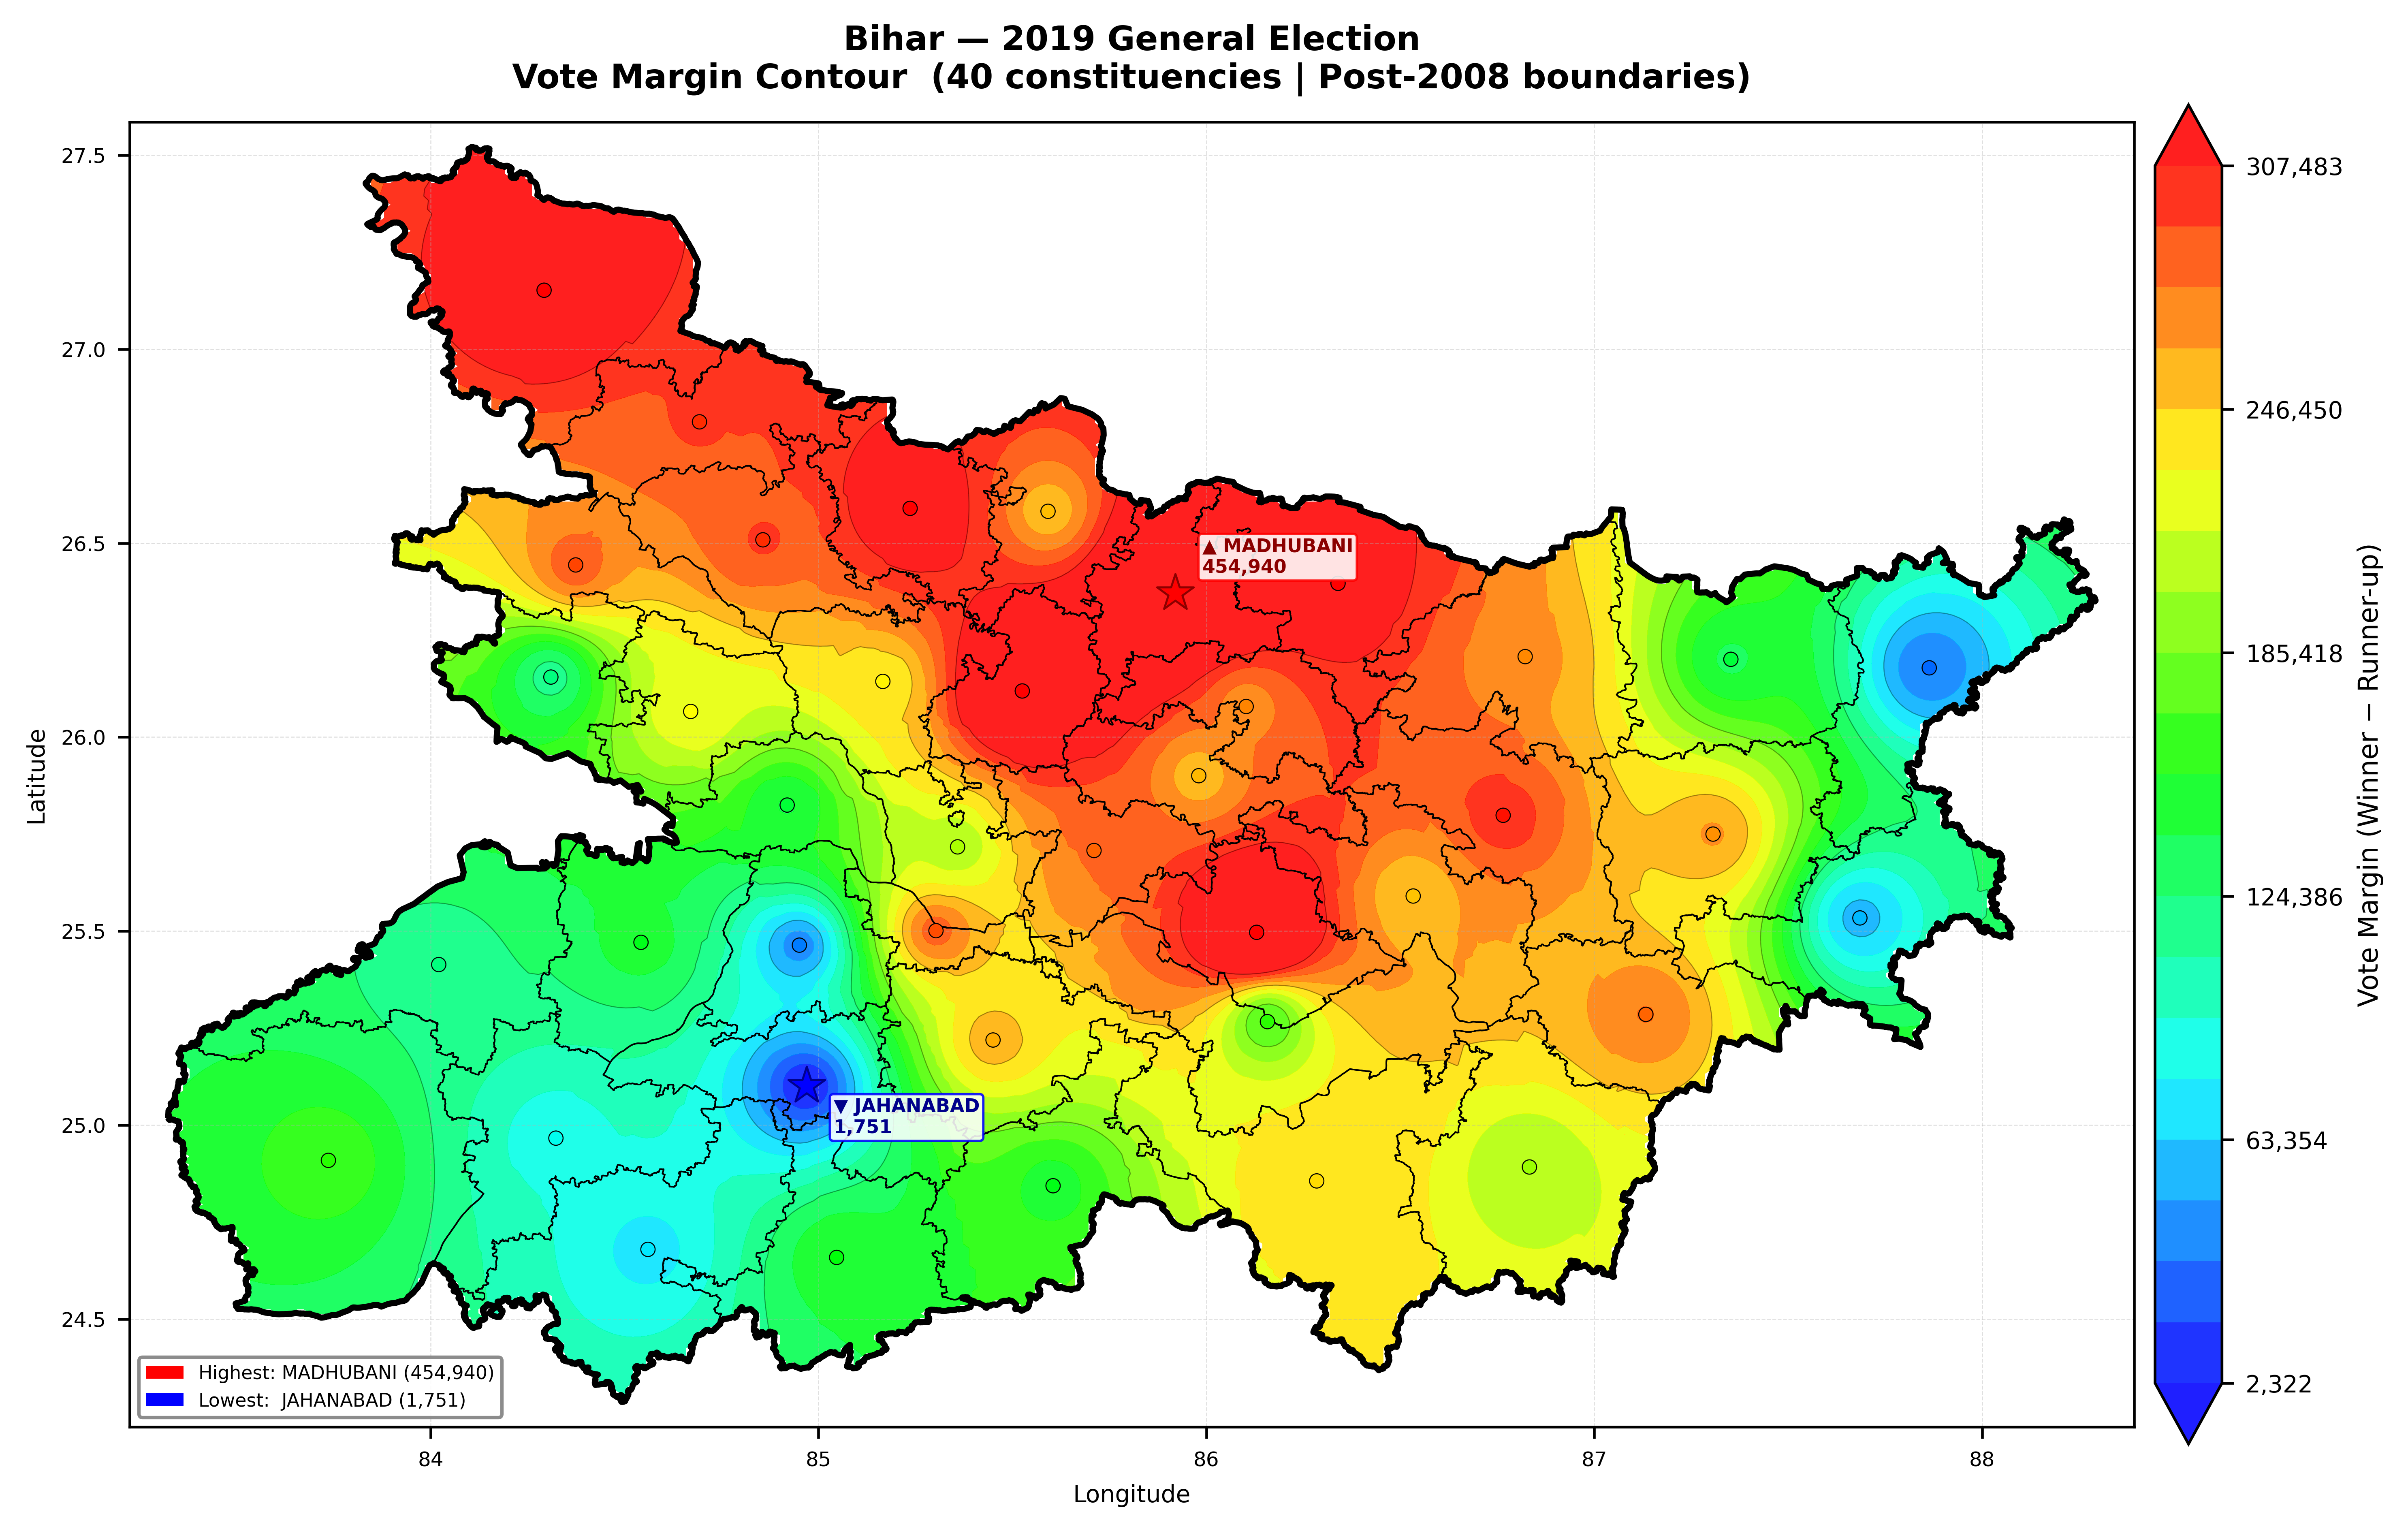 Bihar — 2019 General Election
Vote Margin Contour (40 constituencies | Post-2008 boundaries)
27.5
27.0
26.5
26.0
25.5
25.0
24.5
Latitude
84
85
86
87
88
Longitude
▲ MADHUBANI
454,940
▼ JAHANABAD
1,751
Highest: MADHUBANI (454,940)
Lowest: JAHANABAD (1,751)
307,483
246,450
185,418
124,386
63,354
2,322
Vote Margin (Winner − Runner-up)